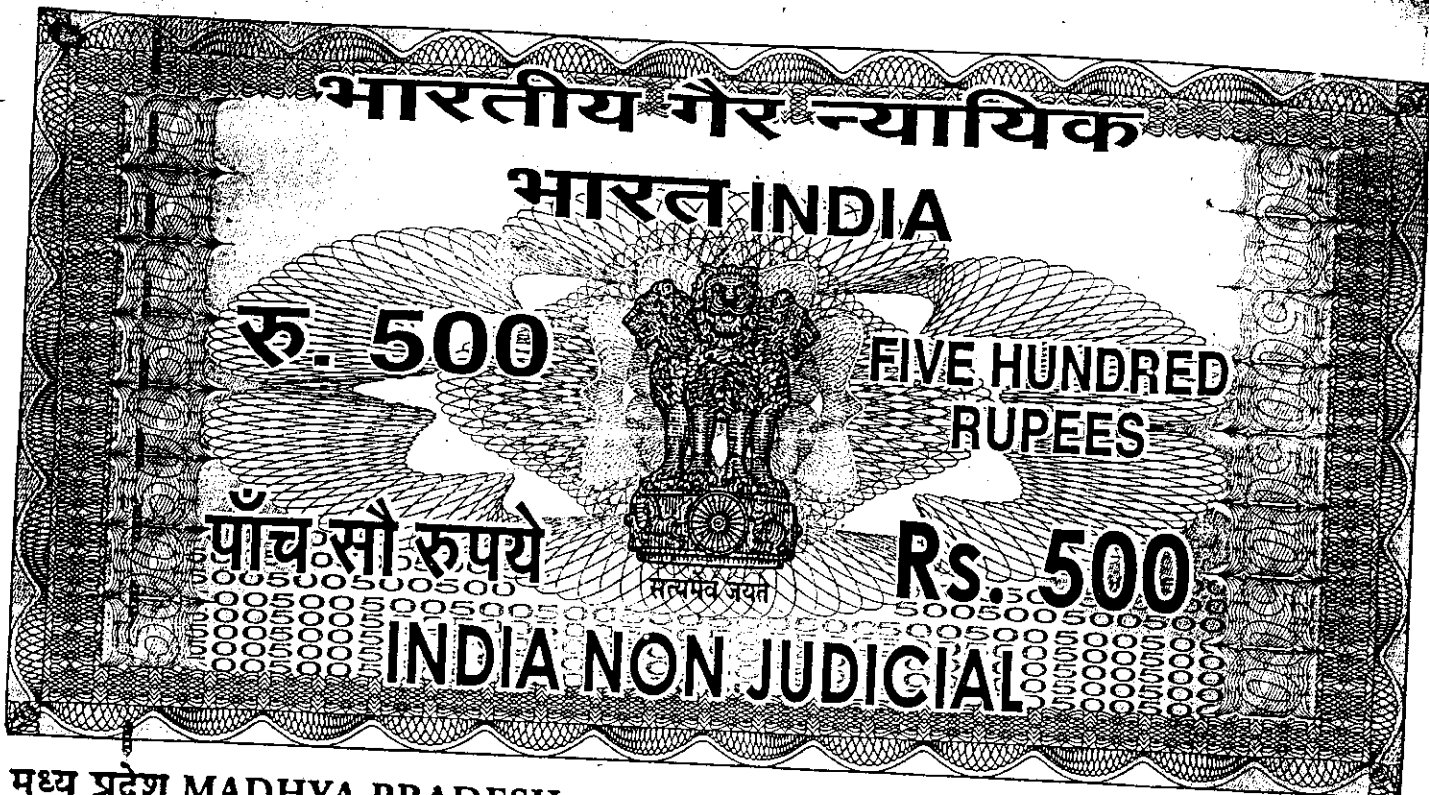 भारतीय गैर न्यायिक
भारत INDIA
रु. 500
FIVE HUNDRED
RUPEES
पाँच सौ रुपये
सत्यमेव जयते
Rs. 500
INDIA NON JUDICIAL
मध्य प्रदेश MADHYA PRADESH